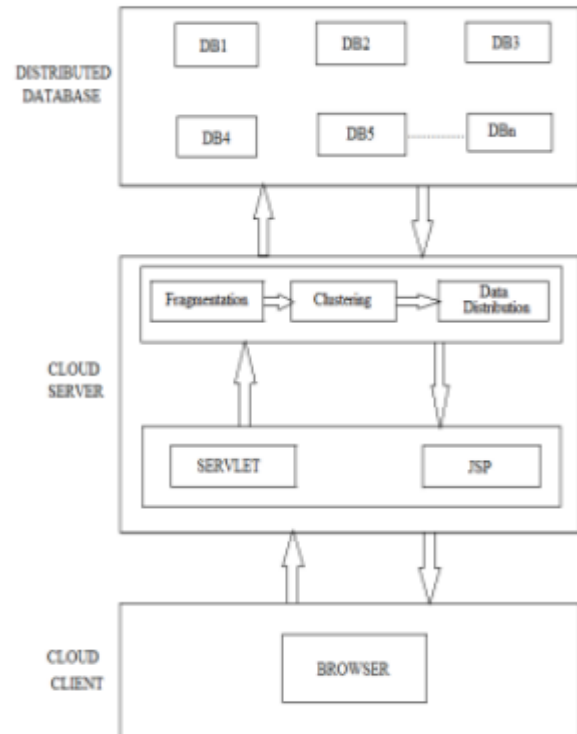 DB1 DB2 DB3
DISTRIBUTED
DATABASE
DB4 DB5 DBn
Fragmentation Clustering Data
Distribution
CLOUD
SERVER
SERVLET JSP
CLOUD
CLIENT
BROWSER